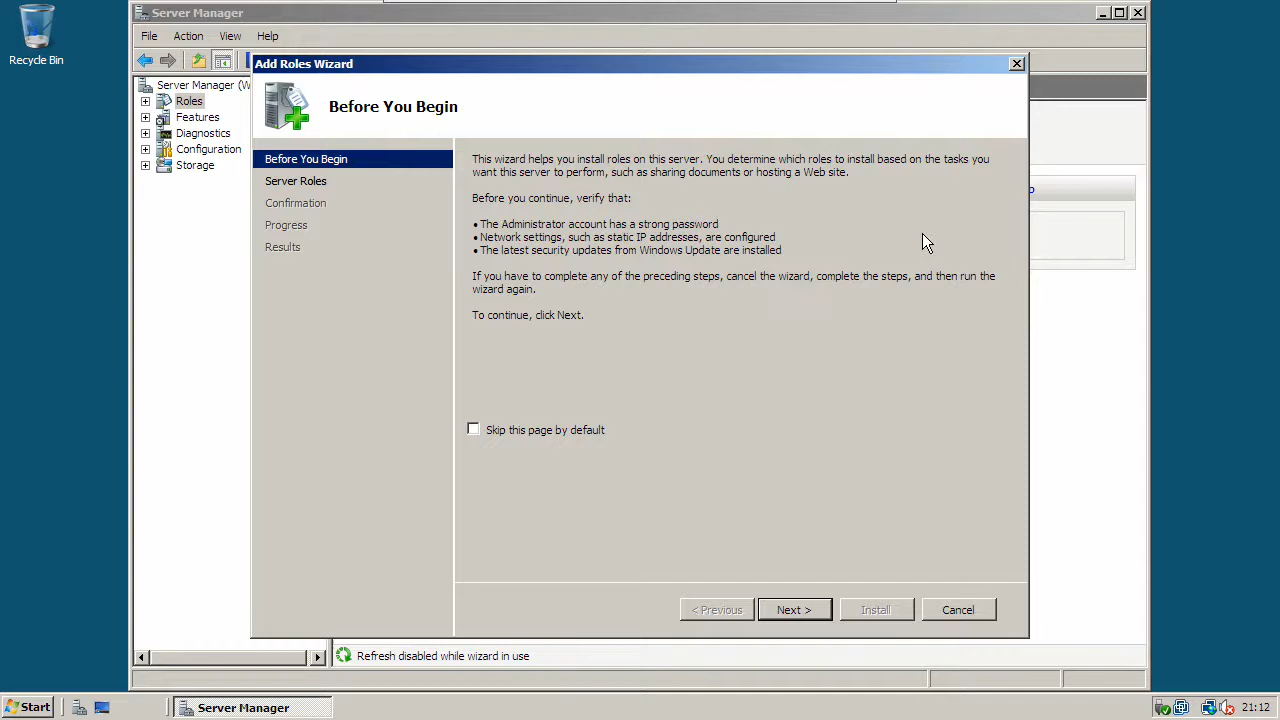 Recycle Bin
Server Manager
File Action View Help
Server Manager (W
Roles
Features
Diagnostics
Configuration
Storage
Add Roles Wizard
Before You Begin
Before You Begin
Server Roles
Confirmation
Progress
Results
This wizard helps you install roles on this server. You determine which roles to install based on the tasks you
want this server to perform, such as sharing documents or hosting a Web site.
Before you continue, verify that:
• The Administrator account has a strong password
• Network settings, such as static IP addresses, are configured
• The latest security updates from Windows Update are installed
If you have to complete any of the preceding steps, cancel the wizard, complete the steps, and then run the
wizard again.
To continue, click Next.
Skip this page by default
< Previous
Next >
Install
Cancel
Refresh disabled while wizard in use
Start
Server Manager
21:12